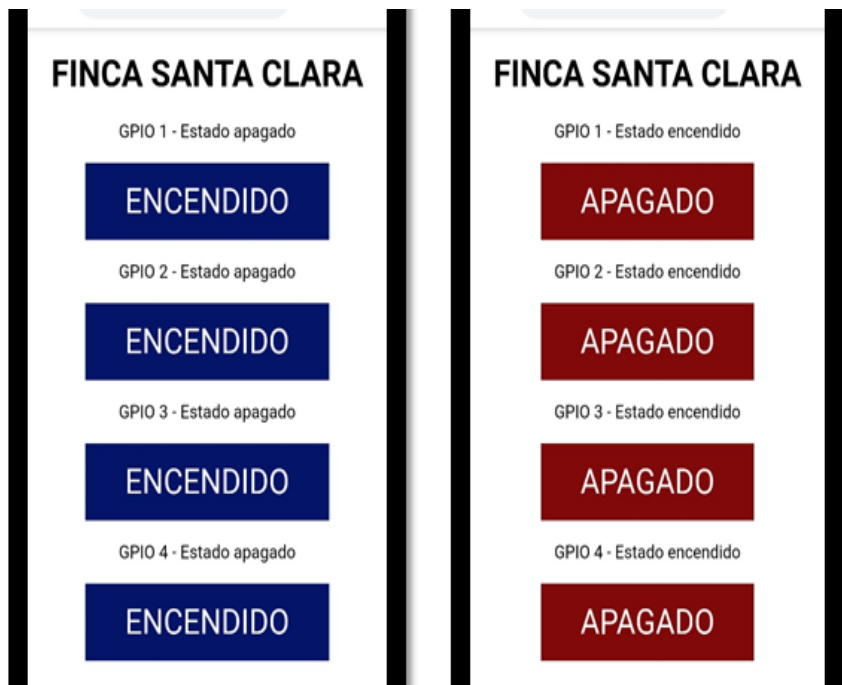 FINCA SANTA CLARA
GPIO 1 - Estado apagado
ENCENDIDO
GPIO 2 - Estado apagado
ENCENDIDO
GPIO 3 - Estado apagado
ENCENDIDO
GPIO 4 - Estado apagado
ENCENDIDO
FINCA SANTA CLARA
GPIO 1 - Estado encendido
APAGADO
GPIO 2 - Estado encendido
APAGADO
GPIO 3 - Estado encendido
APAGADO
GPIO 4 - Estado encendido
APAGADO